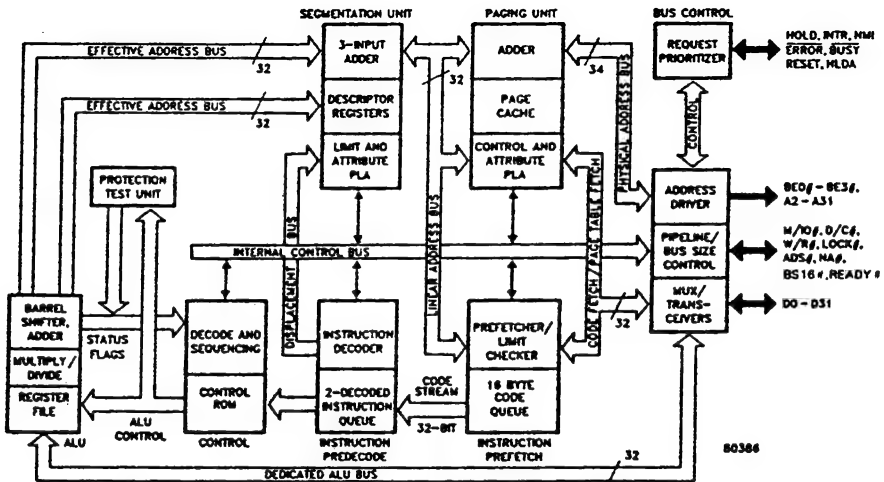 SEGMENTATION UNIT
PAGING UNIT
BUS CONTROL
EFFECTIVE ADDRESS BUS
32
3-INPUT
ADDER
32
ADDER
34
REQUEST
PRIORITIZER
HOLD, INTR, NMI
ERROR, BUSY
RESET, HLDA
EFFECTIVE ADDRESS BUS
32
DESCRIPTOR
REGISTERS
PAGE
CACHE
PHYSICAL ADDRESS BUS
CONTROL
LIMIT AND
ATTRIBUTE
PLA
CONTROL AND
ATTRIBUTE
PLA
PROTECTION
TEST UNIT
ADDRESS
DRIVER
BE0#-BE3#,
A2-A31
INTERNAL CONTROL BUS
DISPLACEMENT BUS
LINEAR ADDRESS BUS
CODE FETCH/PAGE TABLE FETCH
PIPELINE/
BUS SIZE
CONTROL
M/IO#, D/C#,
W/R#, LOCK#,
ADS#, NA#,
BS16#, READY#
32
MUX/
TRANS-
CEIVERS
D0-D31
BARREL
SHIFTER,
ADDER
STATUS
FLAGS
DECODE AND
SEQUENCING
INSTRUCTION
DECODER
PREFETCHER/
LIMIT
CHECKER
MULTIPLY/
DIVIDE
REGISTER
FILE
CONTROL
ROM
2-DECODED
INSTRUCTION
QUEUE
CODE
STREAM
32-BIT
16 BYTE
CODE
QUEUE
ALU
ALU
CONTROL
CONTROL
INSTRUCTION
PREDECODE
INSTRUCTION
PREFETCH
80386
DEDICATED ALU BUS
32